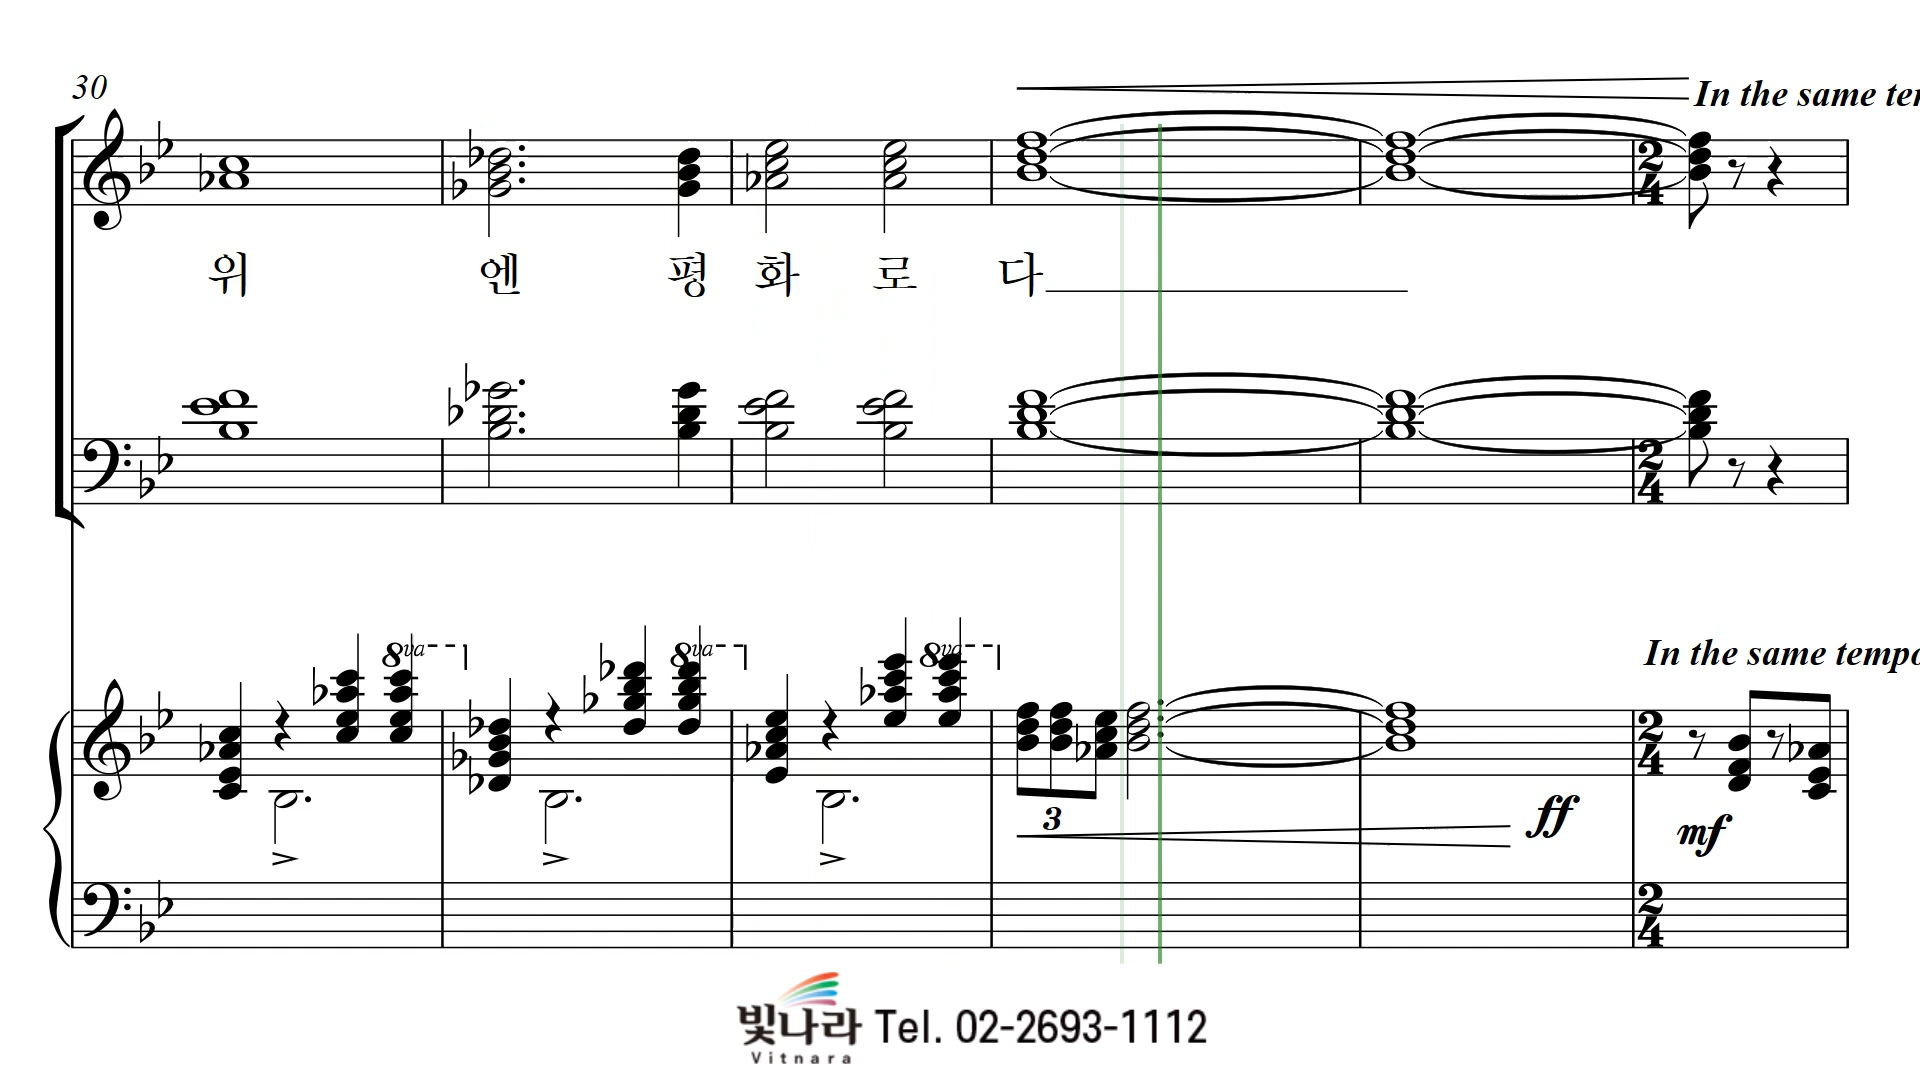 30
In the same ter
위 엔 평 화 로 다
8va 8va 8va
In the same tempo
3
ff
mf
빛나라 Tel. 02-2693-1112
Vitnara